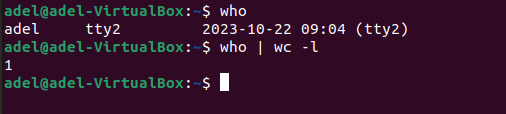 adel@adel-VirtualBox:~$ who
adel     tty2         2023-10-22 09:04 (tty2)
adel@adel-VirtualBox:~$ who | wc -l
1
adel@adel-VirtualBox:~$